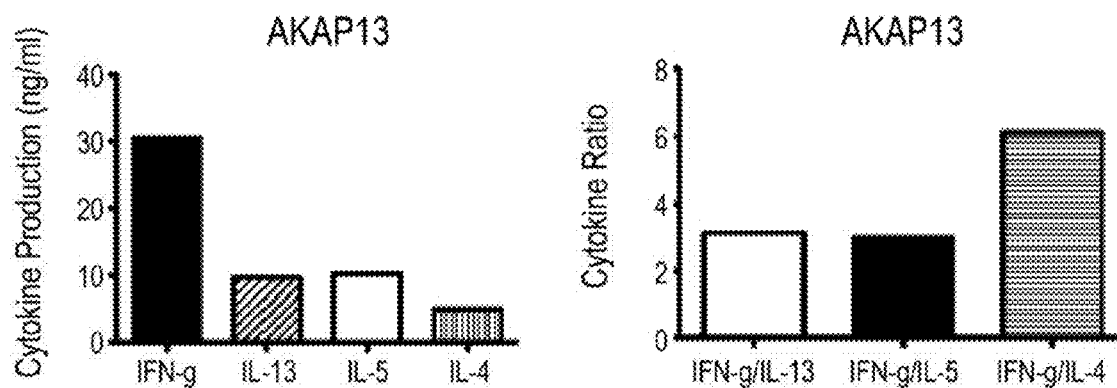 AKAP13
Cytokine Production (ng/ml)
40
30
20
10
0
IFN-g IL-13 IL-5 IL-4
AKAP13
Cytokine Ratio
8
6
4
2
0
IFN-g/IL-13 IFN-g/IL-5 IFN-g/IL-4